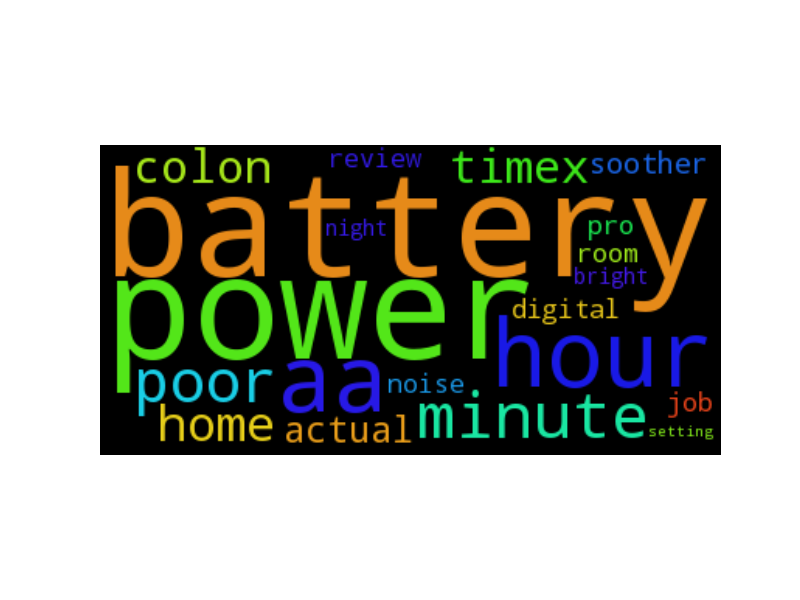 colon review timex soother
battery
night pro
room
bright
power
digital
hour
poor aa noise
home actual minute job
setting